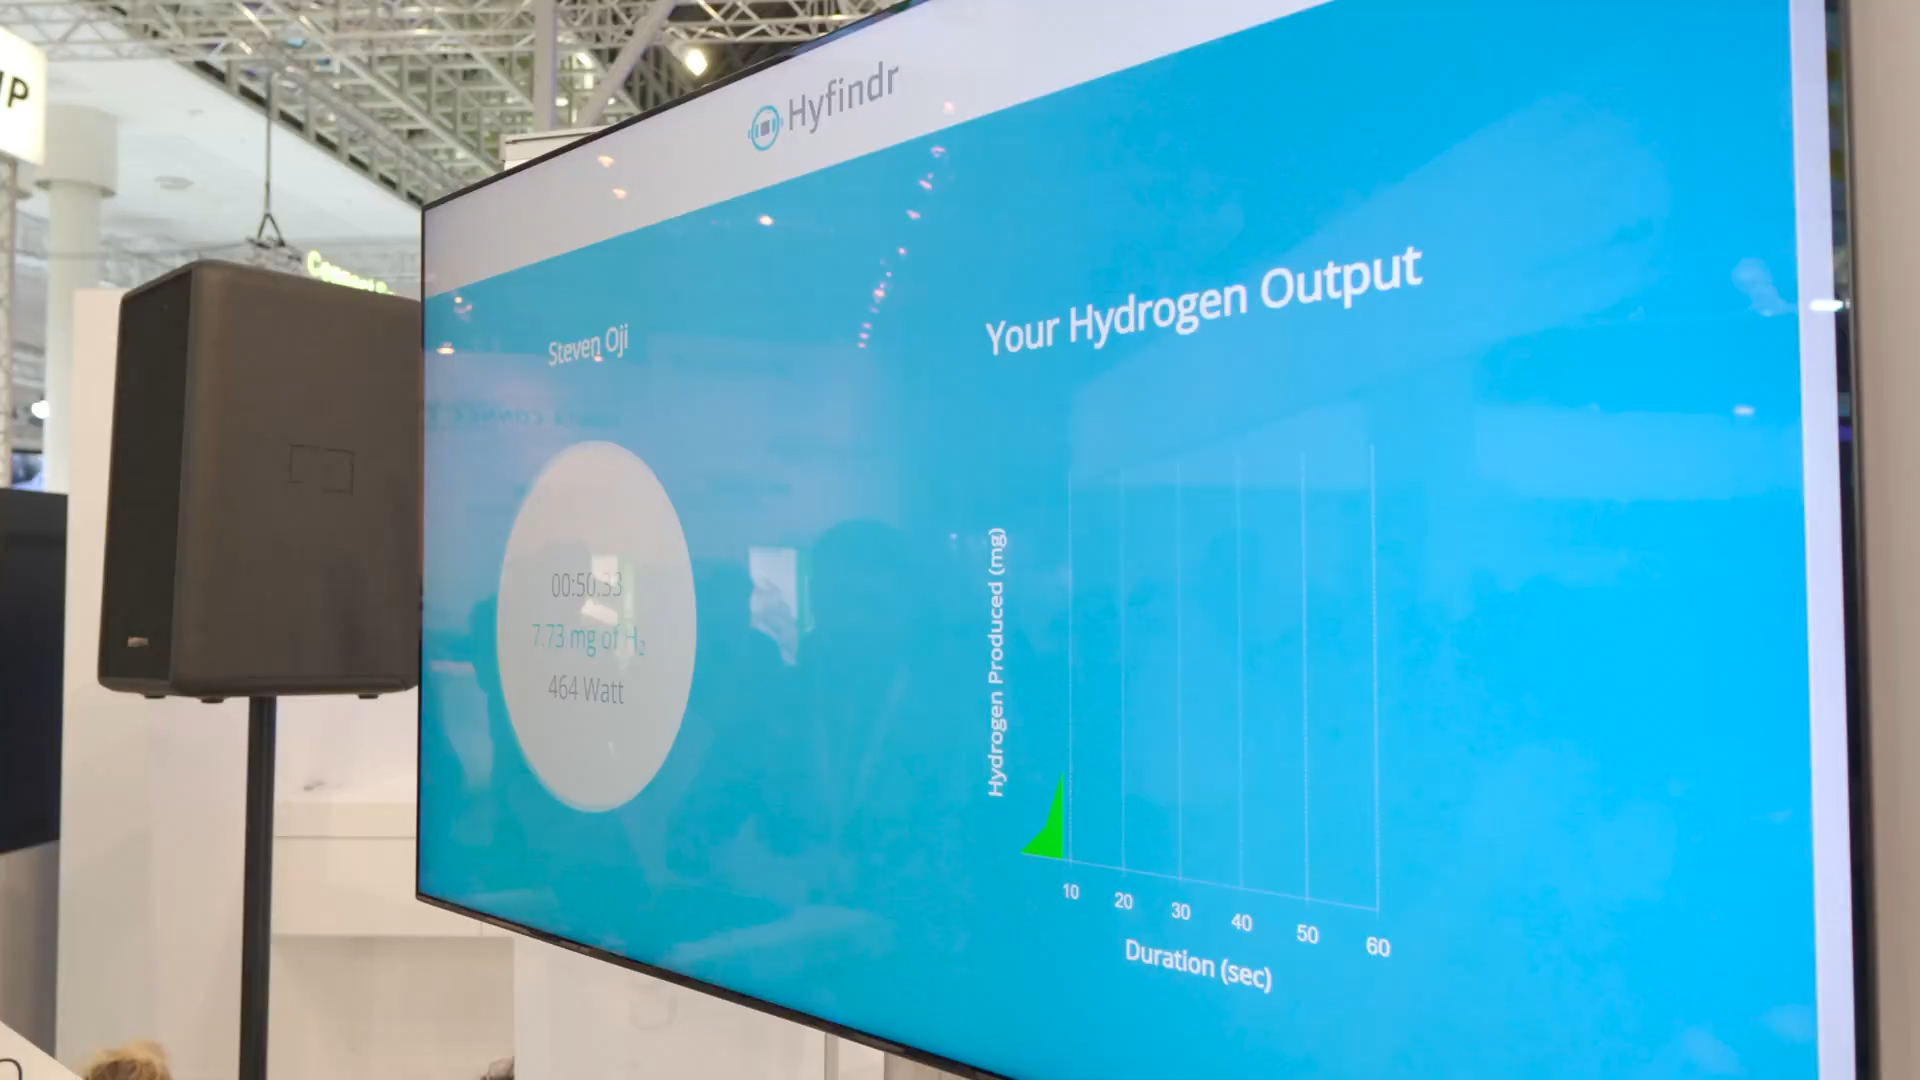 Hyfindr
Steven Oji
00:50.33
7.73 mg of H₂
464 Watt
Your Hydrogen Output
Hydrogen Produced (mg)
10 20 30 40 50 60
Duration (sec)